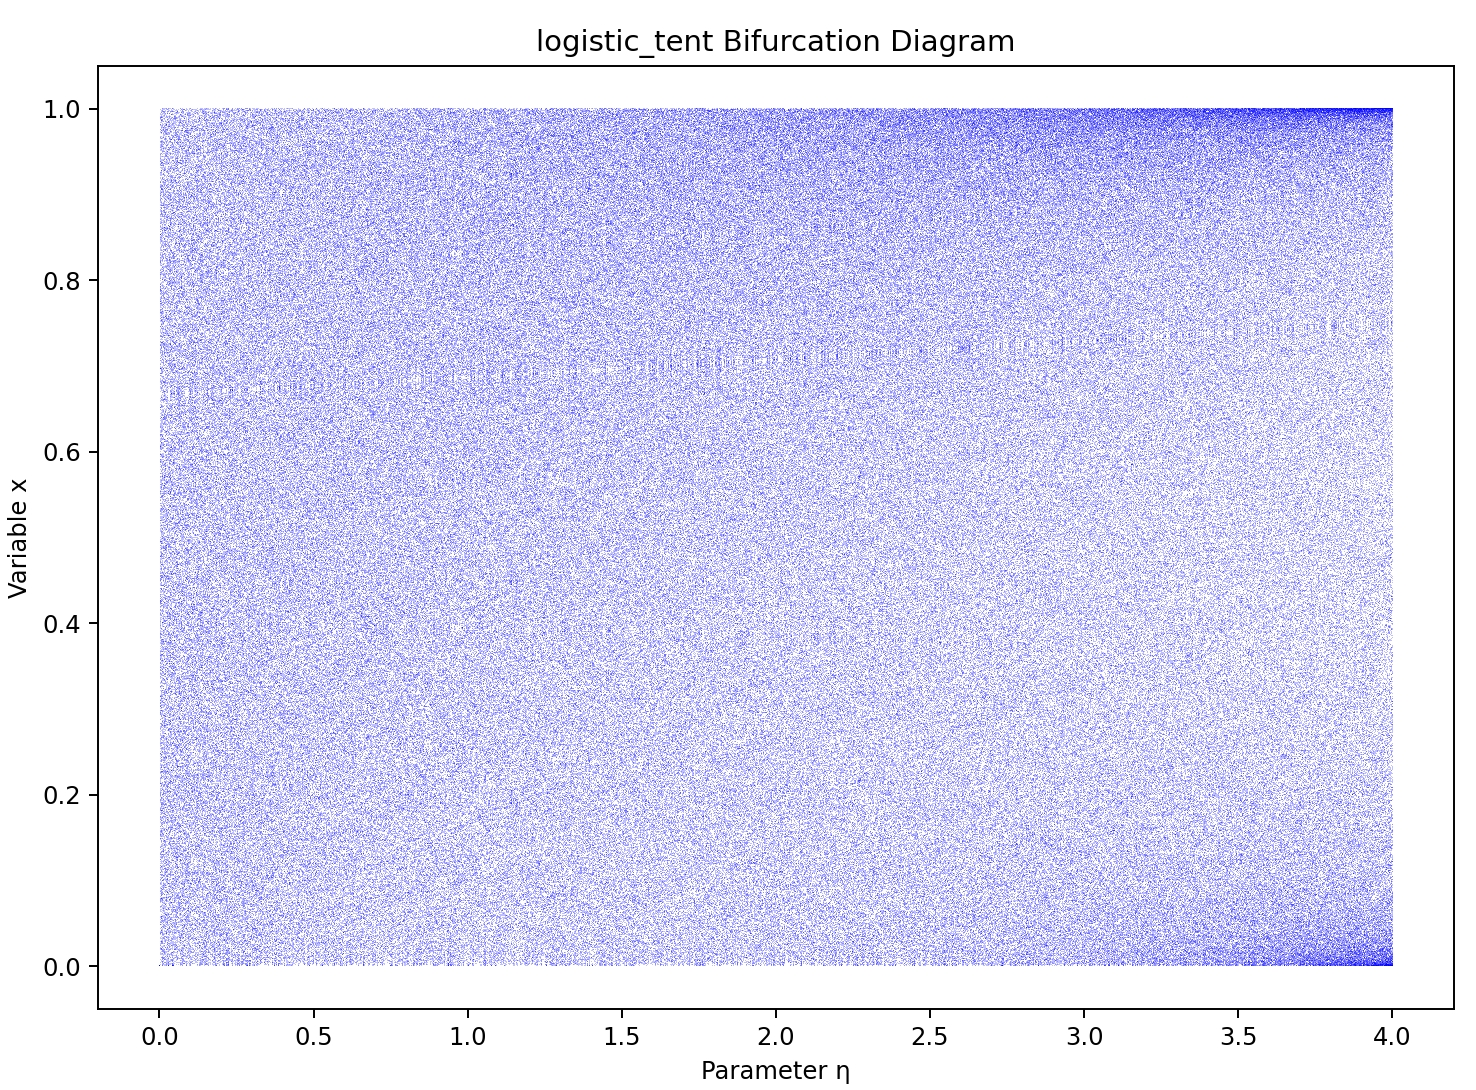 logistic_tent Bifurcation Diagram
1.0
0.8
0.6
0.4
0.2
0.0
Variable x
0.0 0.5 1.0 1.5 2.0 2.5 3.0 3.5 4.0
Parameter η